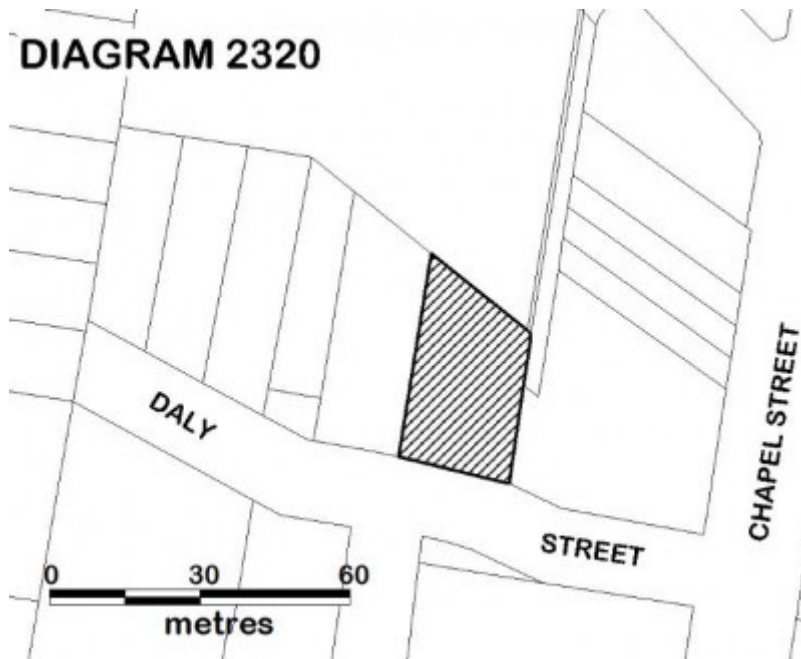 DIAGRAM 2320
DALY
STREET
CHAPEL STREET
0 30 60
metres